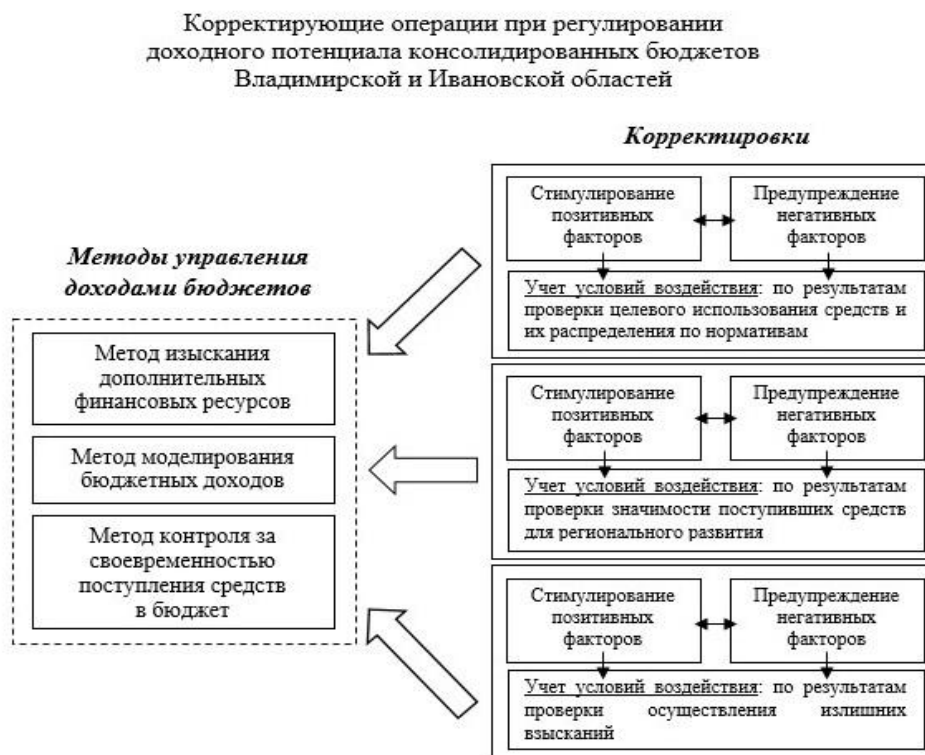 Корректирующие операции при регулировании
доходного потенциала консолидированных бюджетов
Владимирской и Ивановской областей
Методы управления
доходами бюджетов
Метод изыскания
дополнительных
финансовых ресурсов
Метод моделирования
бюджетных доходов
Метод контроля за
своевременностью
поступления средств
в бюджет
Корректировки
Стимулирование
позитивных
факторов
Предупреждение
негативных
факторов
Учет условий воздействия: по результатам
проверки целевого использования средств и
их распределения по нормативам
Стимулирование
позитивных
факторов
Предупреждение
негативных
факторов
Учет условий воздействия: по результатам
проверки значимости поступивших средств
для регионального развития
Стимулирование
позитивных
факторов
Предупреждение
негативных
факторов
Учет условий воздействия: по результатам
проверки осуществления излишних
взысканий